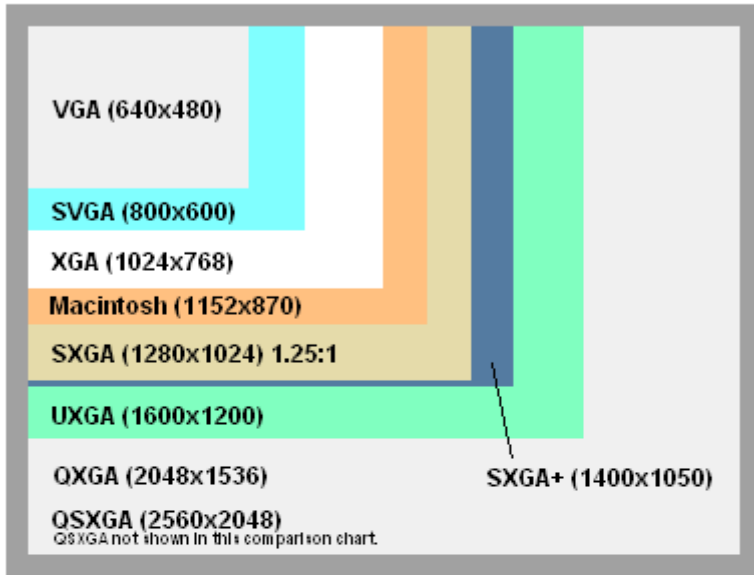 VGA (640x480)
SVGA (800x600)
XGA (1024x768)
Macintosh (1152x870)
SXGA (1280x1024) 1.25:1
UXGA (1600x1200)
QXGA (2048x1536)
SXGA+ (1400x1050)
QSXGA (2560x2048)
QSXGA not shown in this comparison chart.